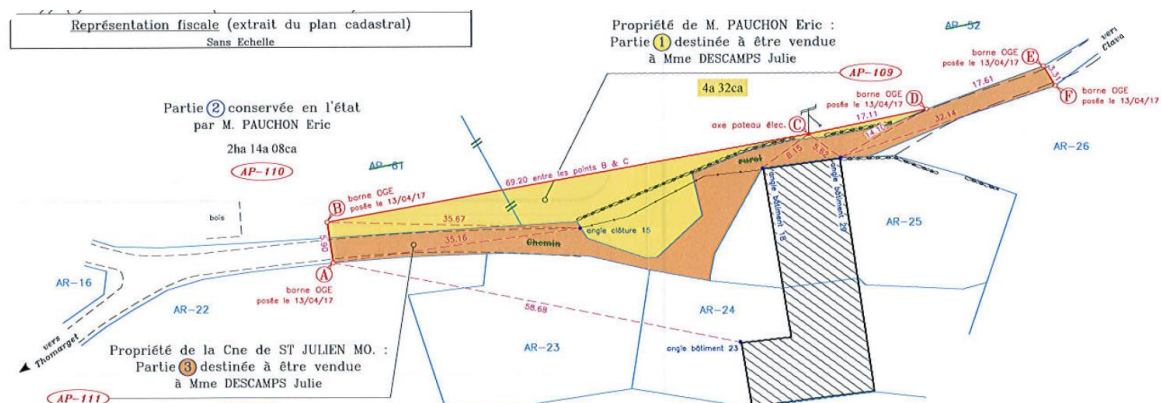 Représentation fiscale (extrait du plan cadastral)
Sans Echelle
Propriété de M. PAUCHON Eric :
Partie 1 destinée à être vendue
à Mme DESCAMPS Julie
4a 32ca
AP-109
AP-52
vers
Clava
borne OGE
posée le 13/04/17
E
3.31
F
borne OGE
posée le 13/04/17
17.61
borne OGE
posée le 13/04/17
D
axe poteau élec.
C
17.11
14.10
32.14
8.15
5.62
rural
Partie 2 conservée en l'état
par M. PAUCHON Eric
2ha 14a 08ca
AP-110
AP-61
69.20 entre les points B & C
AR-26
AR-25
angle bâtiment 18
angle bâtiment 29
bois
B
borne OGE
posée le 13/04/17
5.90
35.67
35.16
angle clôture 15
Chemin
A
borne OGE
posée le 13/04/17
58.68
AR-16
AR-22
AR-24
AR-23
angle bâtiment 23
vers
Thomarget
Propriété de la Cne de ST JULIEN MO. :
Partie 3 destinée à être vendue
à Mme DESCAMPS Julie
AP-111